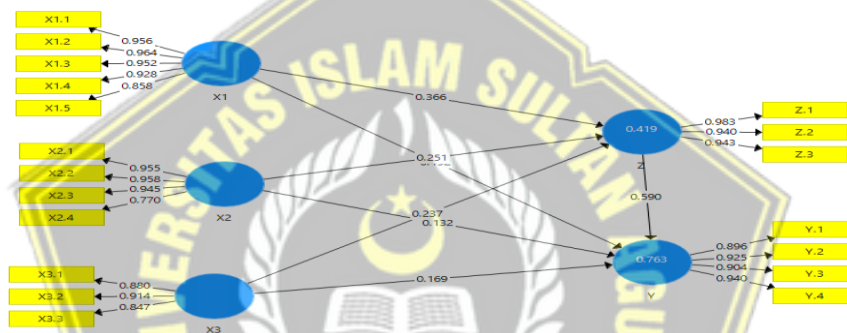 X1.1
X1.2
X1.3
X1.4
X1.5
0.956
0.964
0.952
0.928
0.858
X1
X2.1
X2.2
X2.3
X2.4
0.955
0.958
0.945
0.770
X2
X3.1
X3.2
X3.3
0.880
0.914
0.847
X3
0.366
0.251
0.237
0.132
0.169
0.419
Z
0.590
0.763
Y
0.983
0.940
0.943
Z.1
Z.2
Z.3
0.896
0.925
0.904
0.940
Y.1
Y.2
Y.3
Y.4
UNIVERSITAS ISLAM SULTAN